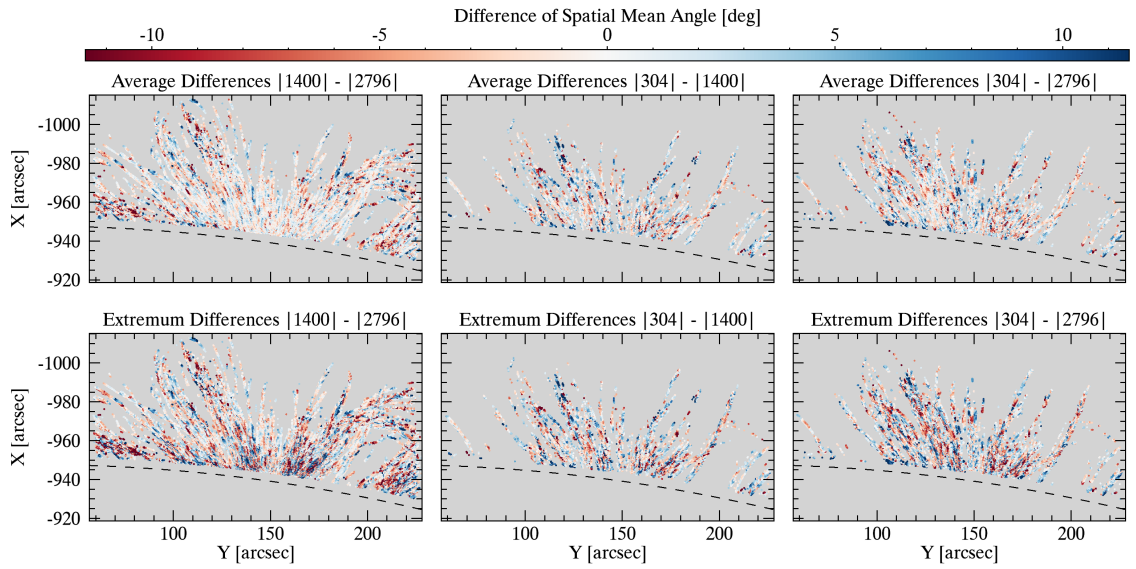 Difference of Spatial Mean Angle [deg]
-10 -5 0 5 10
Average Differences |1400| - |2796| Average Differences |304| - |1400| Average Differences |304| - |2796|
X [arcsec]
-1000
-980
-960
-940
-920
Extremum Differences |1400| - |2796| Extremum Differences |304| - |1400| Extremum Differences |304| - |2796|
X [arcsec]
-1000
-980
-960
-940
-920
100 150 200 100 150 200 100 150 200
Y [arcsec] Y [arcsec] Y [arcsec]